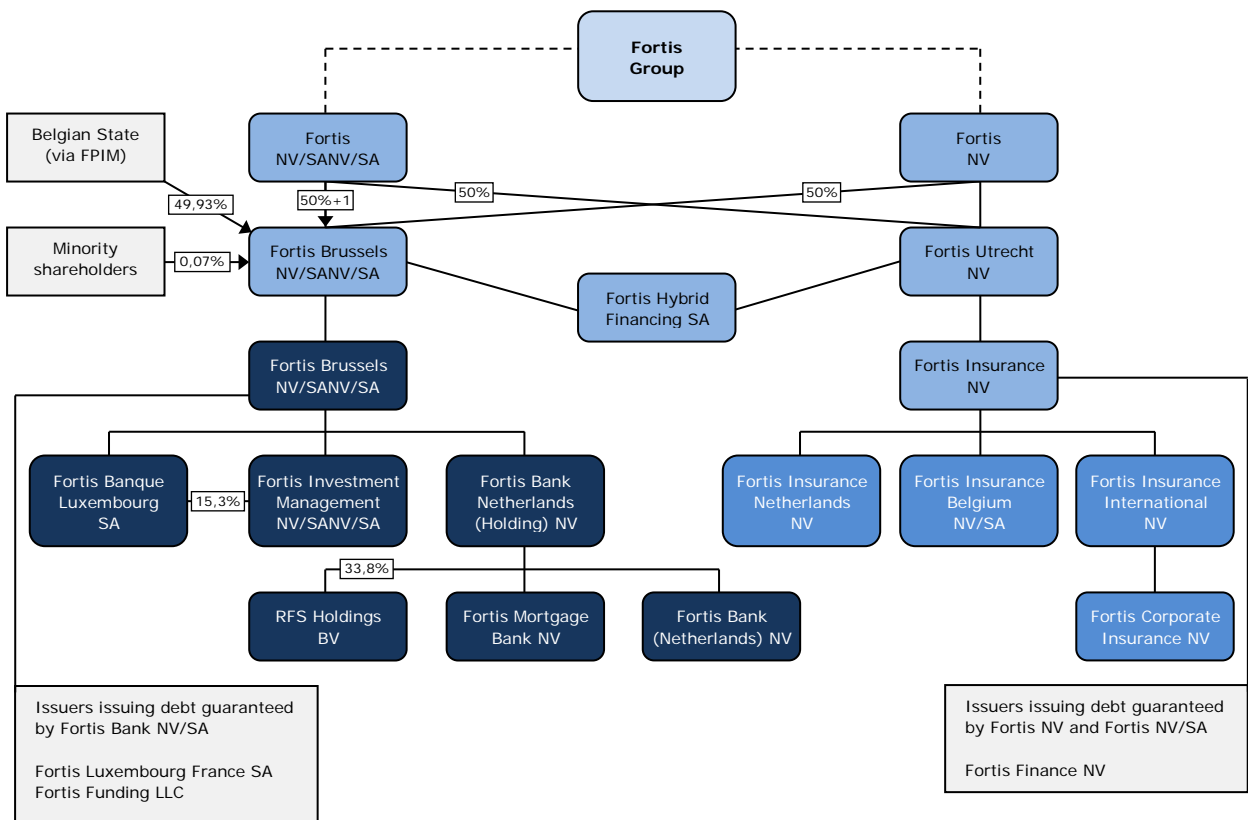 Fortis
Group
Belgian State
(via FPIM)
Fortis
NV/SANV/SA
Fortis
NV
49,93%
50%+1
50%
50%
Minority
shareholders
0,07%
Fortis Brussels
NV/SANV/SA
Fortis Utrecht
NV
Fortis Hybrid
Financing SA
Fortis Brussels
NV/SANV/SA
Fortis Insurance
NV
Fortis Banque
Luxembourg
SA
15,3%
Fortis Investment
Management
NV/SANV/SA
Fortis Bank
Netherlands
(Holding) NV
Fortis Insurance
Netherlands
NV
Fortis Insurance
Belgium
NV/SA
Fortis Insurance
International
NV
33,8%
RFS Holdings
BV
Fortis Mortgage
Bank NV
Fortis Bank
(Netherlands) NV
Fortis Corporate
Insurance NV
Issuers issuing debt guaranteed
by Fortis Bank NV/SA
Fortis Luxembourg France SA
Fortis Funding LLC
Issuers issuing debt guaranteed
by Fortis NV and Fortis NV/SA
Fortis Finance NV